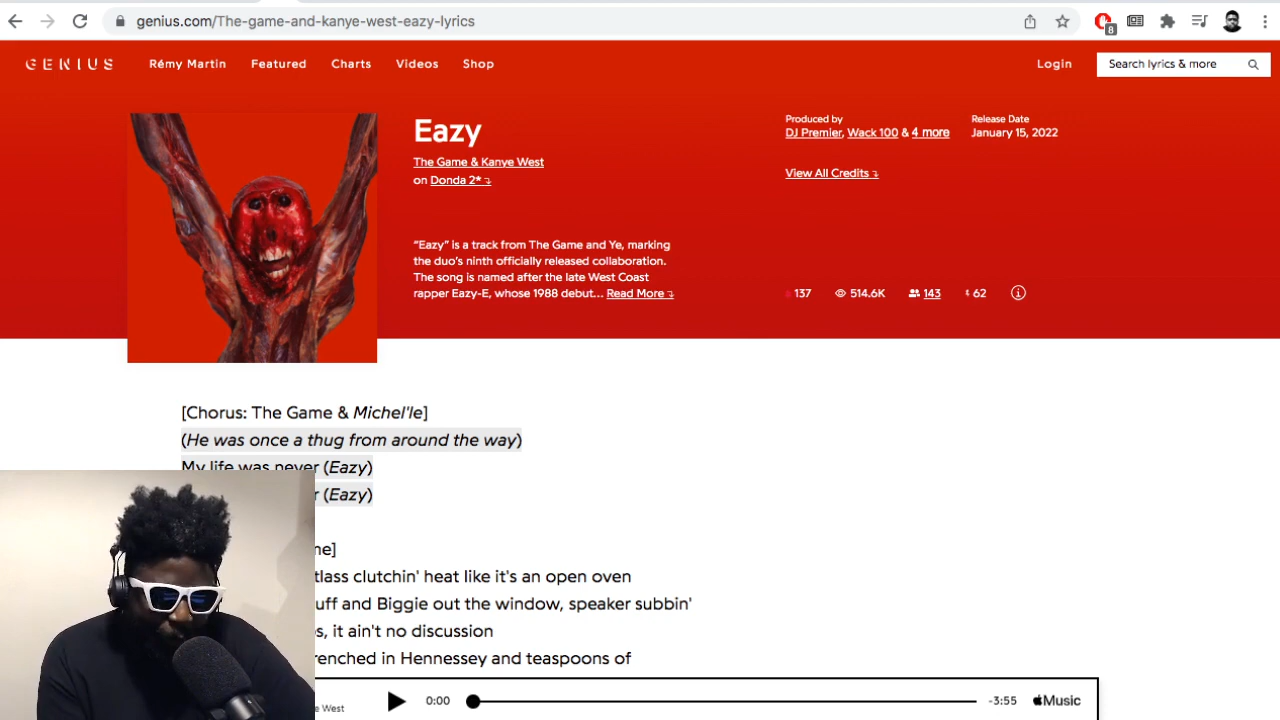 genius.com/The-game-and-kanye-west-eazy-lyrics
8
GENIUS Rémy Martin Featured Charts Videos Shop Login Search lyrics & more
Eazy
The Game & Kanye West
on Donda 2*
Produced by
DJ Premier, Wack 100 & 4 more
Release Date
January 15, 2022
View All Credits
“Eazy” is a track from The Game and Ye, marking
the duo’s ninth officially released collaboration.
The song is named after the late West Coast
rapper Eazy-E, whose 1988 debut... Read More
137 514.6K 143 62
[Chorus: The Game & Michel'le]
(He was once a thug from around the way)
My life was never (Eazy)
r (Eazy)
me]
tlass clutchin' heat like it's an open oven
uff and Biggie out the window, speaker subbin'
s, it ain't no discussion
renched in Hennessey and teaspoons of
West 0:00 -3:55 Music